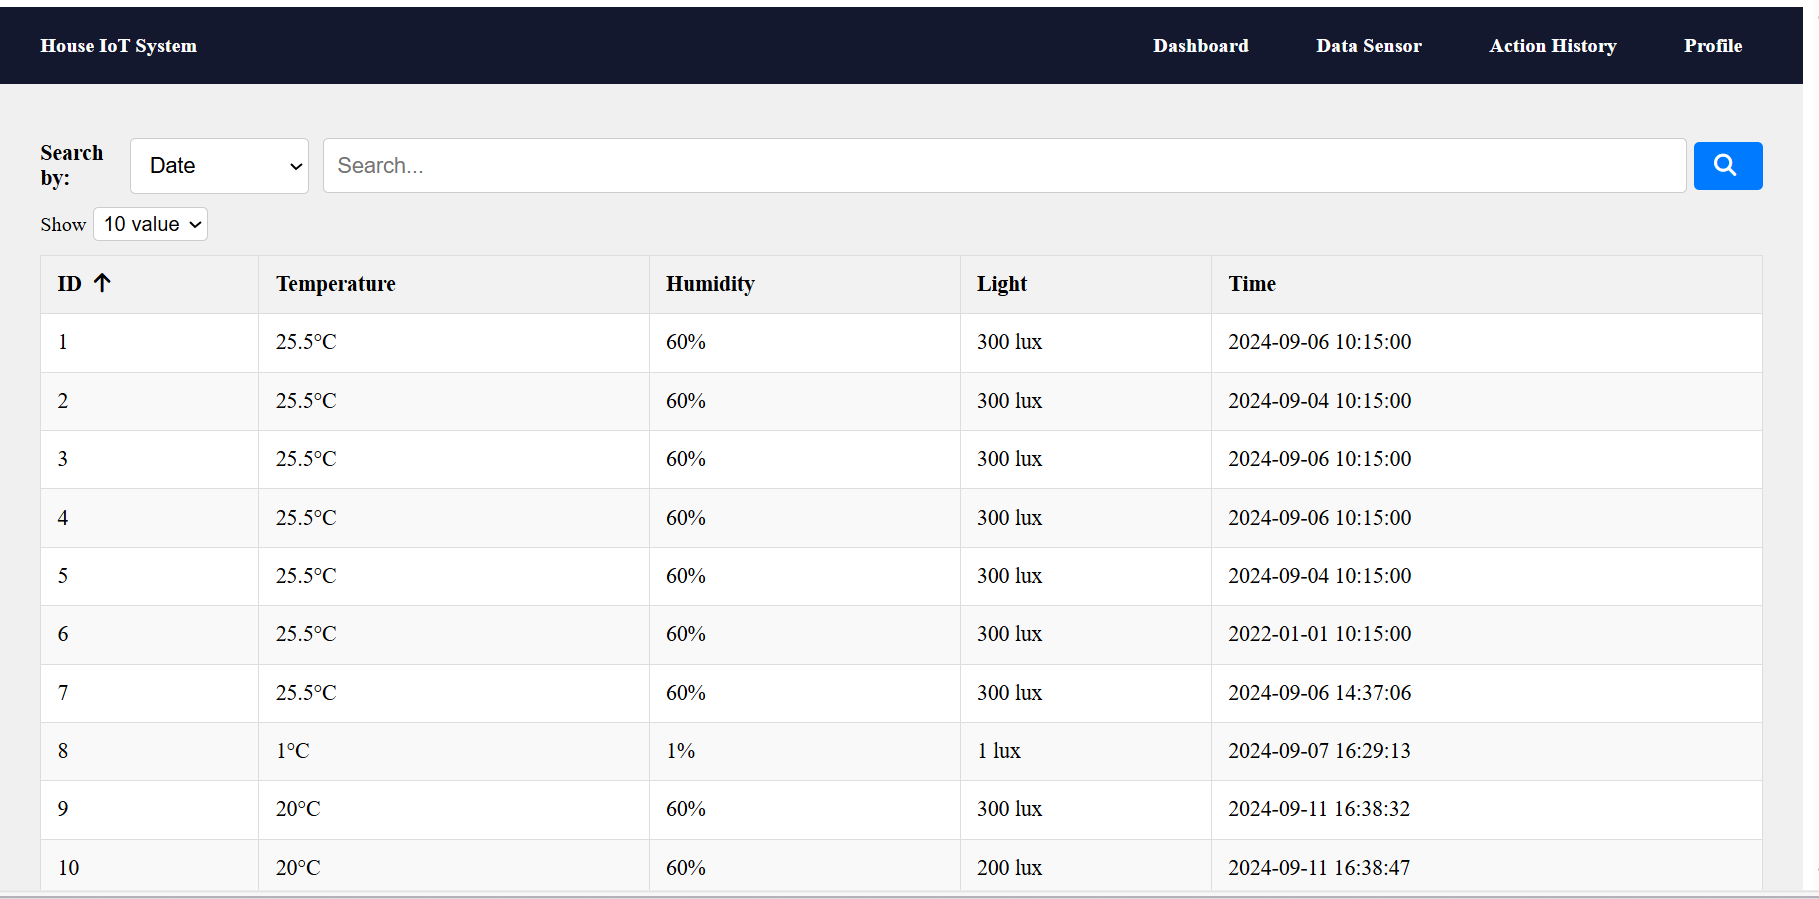 House IoT System Dashboard Data Sensor Action History Profile
Search by: Date Search...
Show 10 value
ID Temperature Humidity Light Time
1 25.5°C 60% 300 lux 2024-09-06 10:15:00
2 25.5°C 60% 300 lux 2024-09-04 10:15:00
3 25.5°C 60% 300 lux 2024-09-06 10:15:00
4 25.5°C 60% 300 lux 2024-09-06 10:15:00
5 25.5°C 60% 300 lux 2024-09-04 10:15:00
6 25.5°C 60% 300 lux 2022-01-01 10:15:00
7 25.5°C 60% 300 lux 2024-09-06 14:37:06
8 1°C 1% 1 lux 2024-09-07 16:29:13
9 20°C 60% 300 lux 2024-09-11 16:38:32
10 20°C 60% 200 lux 2024-09-11 16:38:47